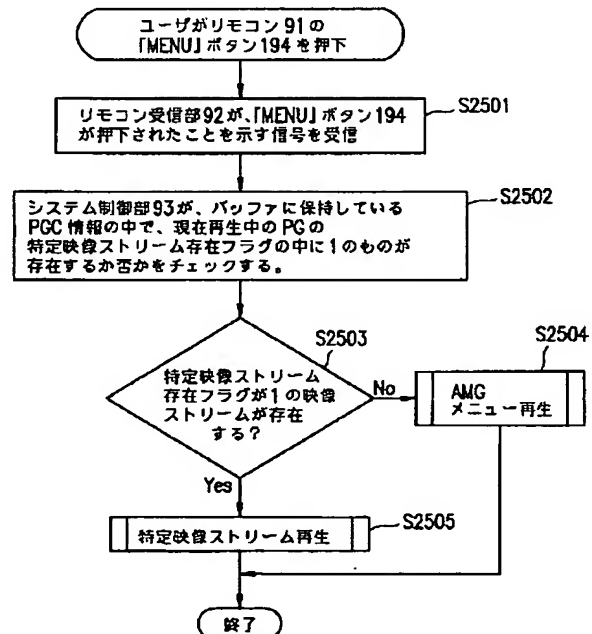 ユーザがリモコン91の
「MENU」ボタン194を押下
S2501
リモコン受信部92が、「MENU」ボタン194
が押下されたことを示す信号を受信
S2502
システム制御部93が、バッファに保持している
PGC情報の中で、現在再生中のPGの
特定映像ストリーム存在フラグの中に1のものが
存在するか否かをチェックする。
S2503
特定映像ストリーム
存在フラグが1の映像
ストリームが存在
する？
No
S2504
AMG
メニュー再生
Yes
S2505
特定映像ストリーム再生
終了